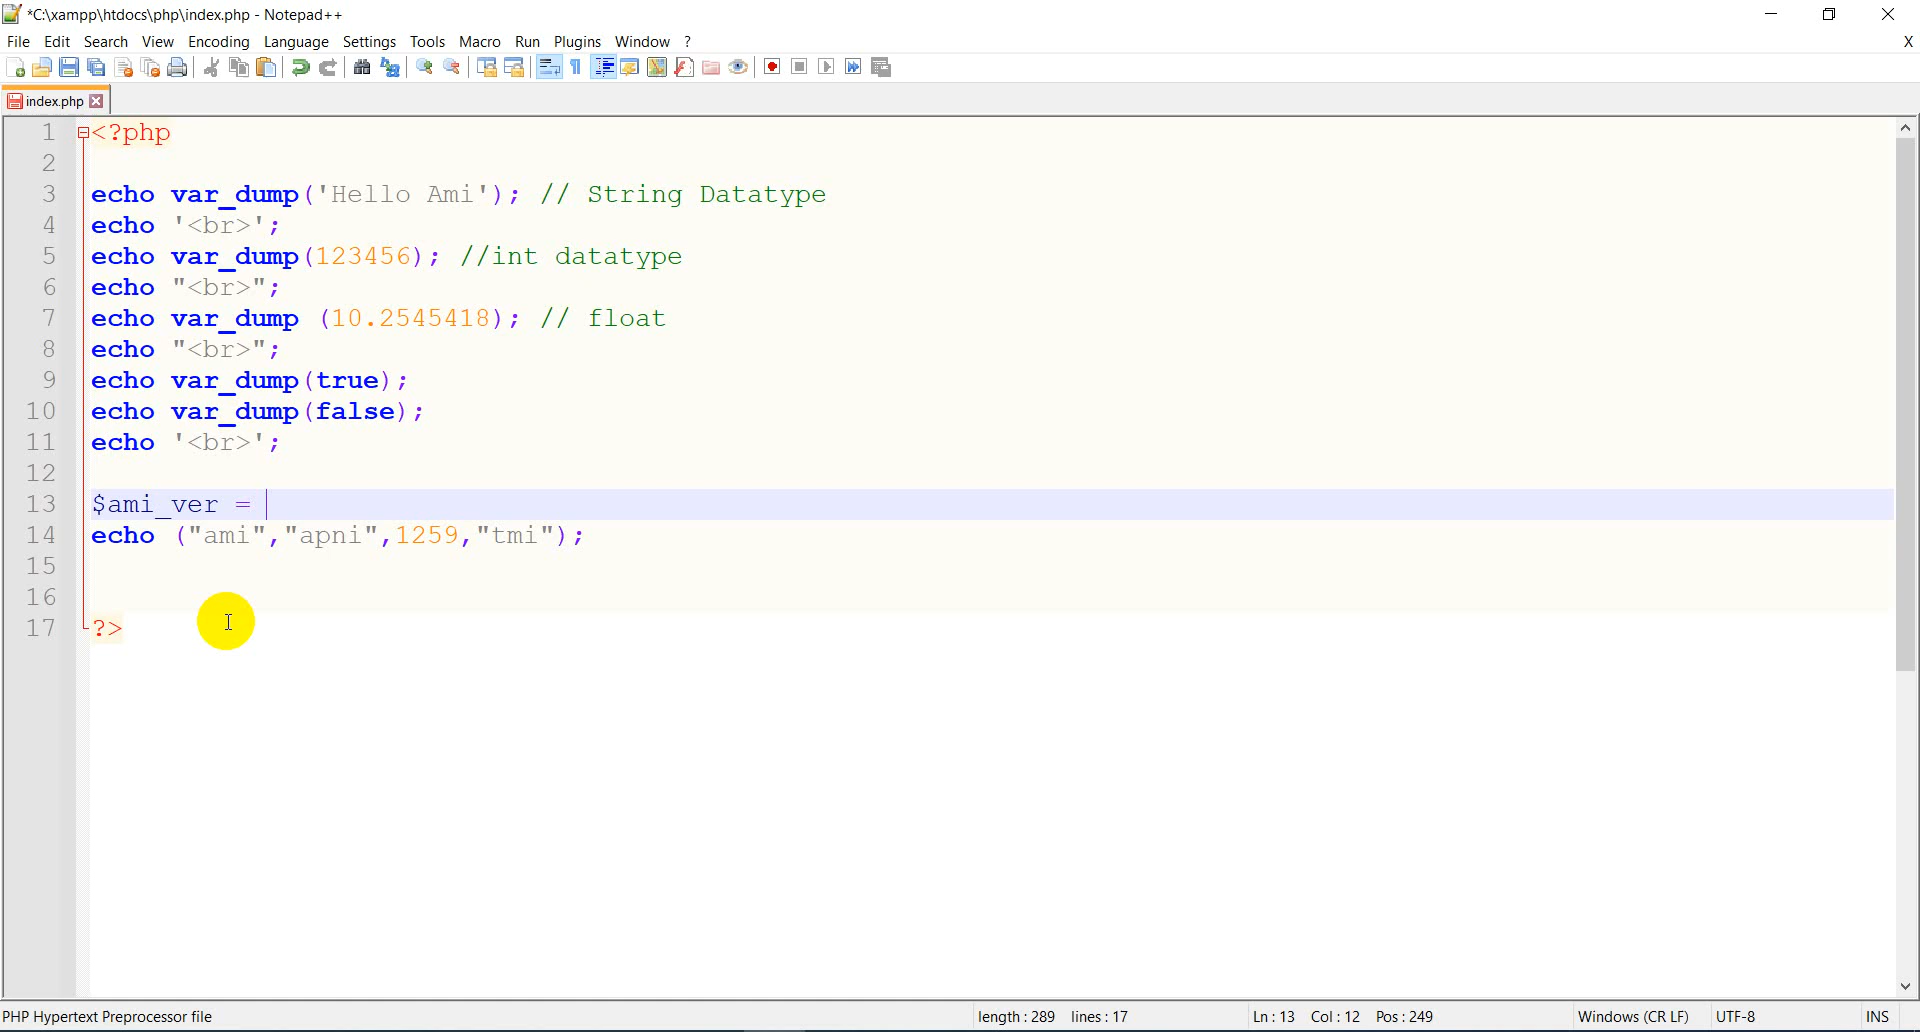 *C:\xampp\htdocs\php\index.php - Notepad++
File Edit Search View Encoding Language Settings Tools Macro Run Plugins Window ? X
index.php
1 <?php
2
3 echo var_dump('Hello Ami'); // String Datatype
4 echo '<br>';
5 echo var_dump(123456); //int datatype
6 echo "<br>";
7 echo var_dump (10.2545418); // float
8 echo "<br>";
9 echo var_dump(true);
10 echo var_dump(false);
11 echo '<br>';
12
13 $ami_ver =
14 echo ("ami","apni",1259,"tmi");
15
16
17 ?>
PHP Hypertext Preprocessor file length : 289 lines : 17 Ln : 13 Col : 12 Pos : 249 Windows (CR LF) UTF-8 INS